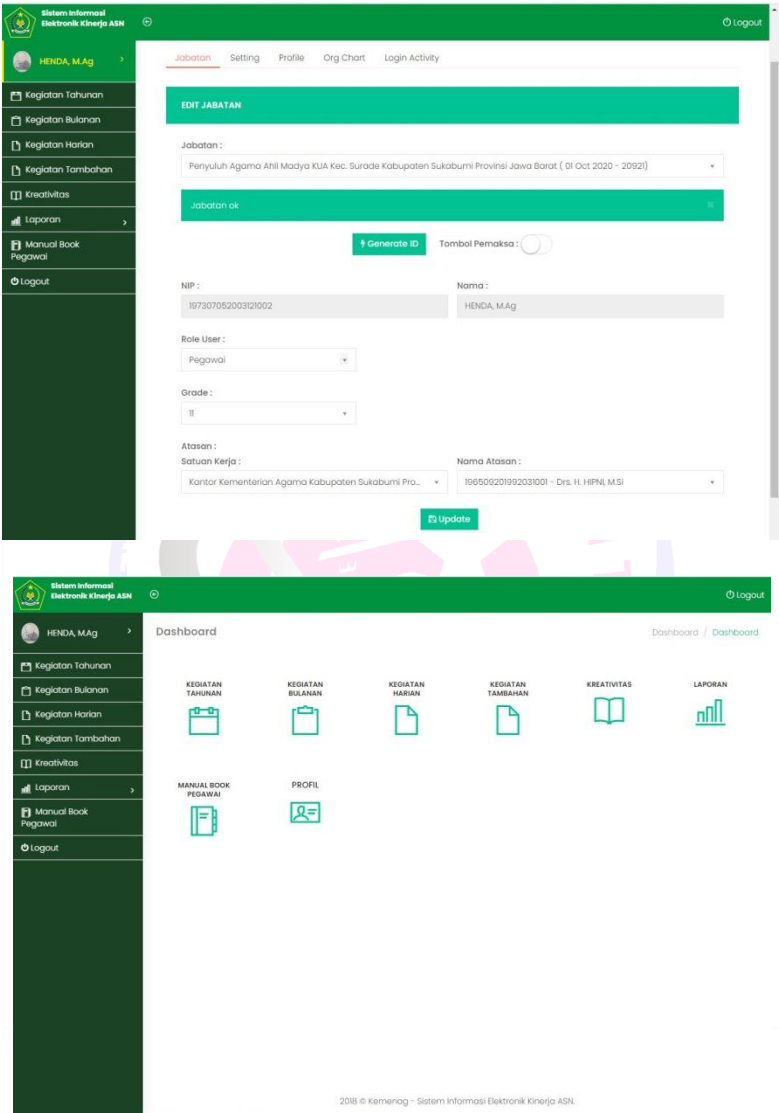 Sistem Informasi
Elektronik Kinerja ASN
Logout
HENDA, M.Ag
Kegiatan Tahunan
Kegiatan Bulanan
Kegiatan Harian
Kegiatan Tambahan
Kreativitas
Laporan
Manual Book
Pegawai
Logout
Jabatan Setting Profile Org Chart Login Activity
EDIT JABATAN
Jabatan :
Penyuluh Agama Ahli Madya KUA Kec. Surade Kabupaten Sukabumi Provinsi Jawa Barat ( 01 Oct 2020 - 20921)
Jabatan ok
Generate ID Tombol Pemaksa :
NIP : Nama :
197307052003121002 HENDA, M.Ag
Role User :
Pegawai
Grade :
11
Atasan :
Satuan Kerja : Nama Atasan :
Kantor Kementerian Agama Kabupaten Sukabumi Pro... 196509201992031001 - Drs. H. HIPNI, M.Si
Update
Sistem Informasi
Elektronik Kinerja ASN
Logout
HENDA, M.Ag
Kegiatan Tahunan
Kegiatan Bulanan
Kegiatan Harian
Kegiatan Tambahan
Kreativitas
Laporan
Manual Book
Pegawai
Logout
Dashboard Dashboard / Dashboard
KEGIATAN TAHUNAN
KEGIATAN BULANAN
KEGIATAN HARIAN
KEGIATAN TAMBAHAN
KREATIVITAS
LAPORAN
MANUAL BOOK PEGAWAI
PROFIL
2018 © Kemenag - Sistem Informasi Elektronik Kinerja ASN.